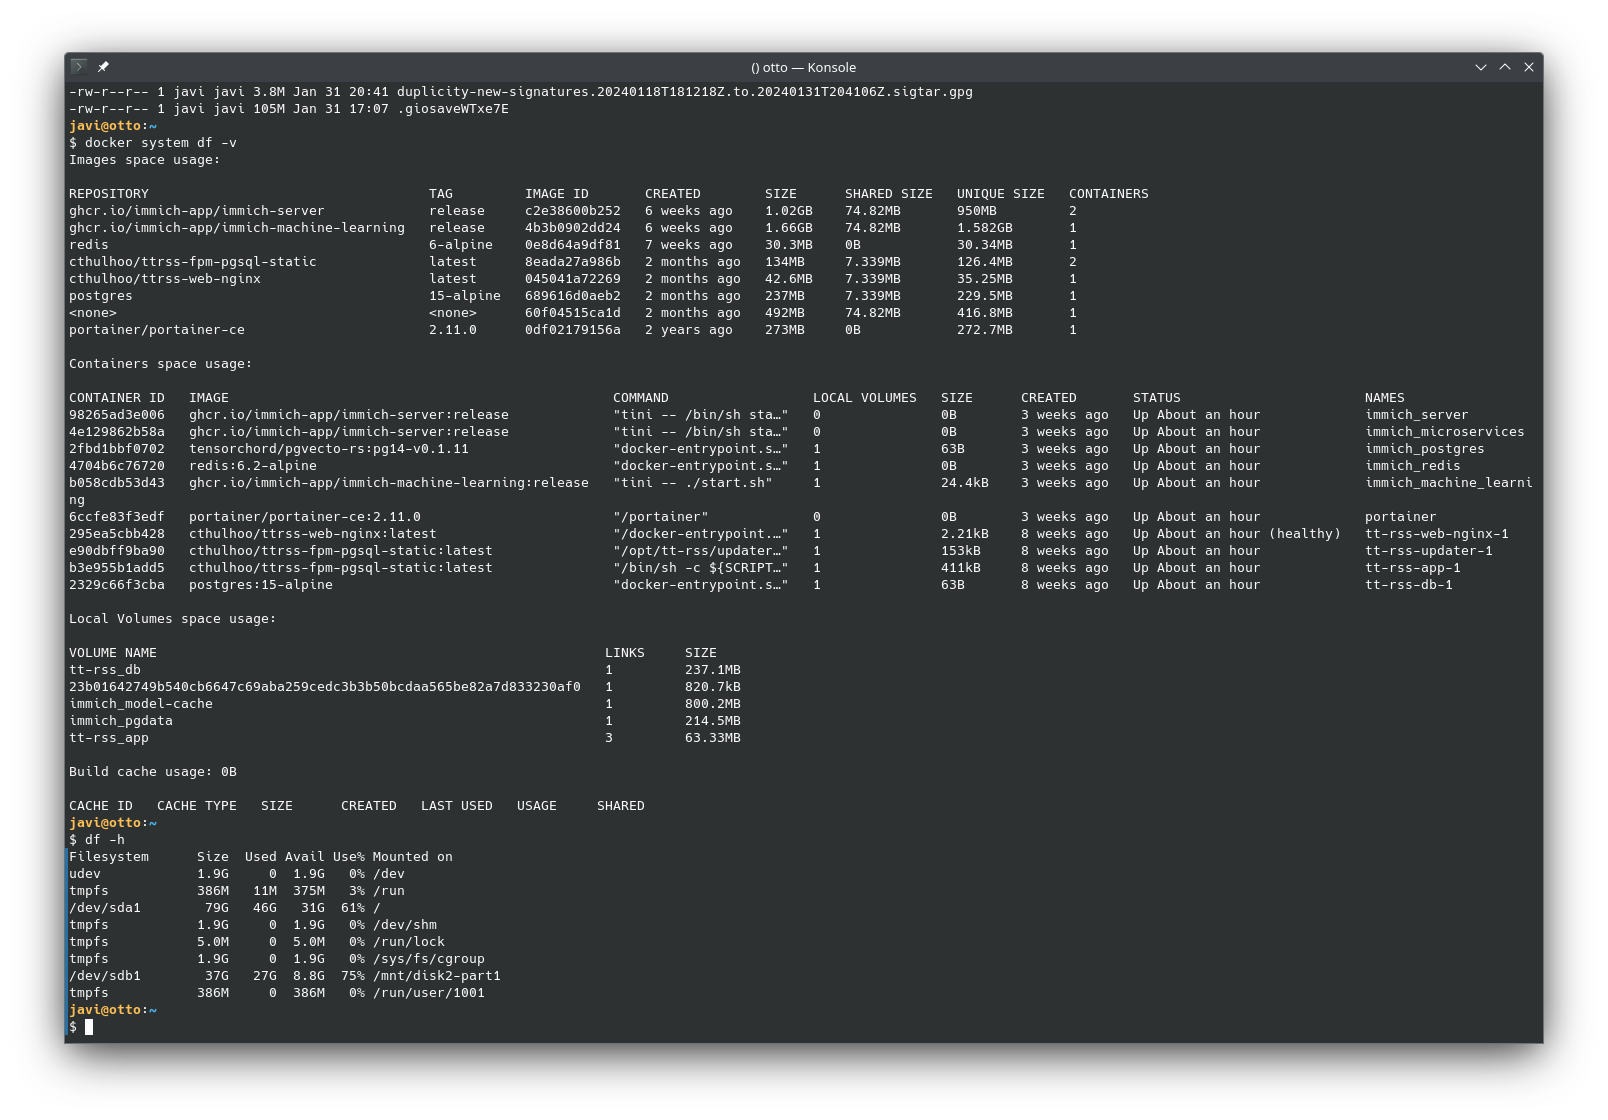 () otto — Konsole
-rw-r--r-- 1 javi javi 3.8M Jan 31 20:41 duplicity-new-signatures.20240118T181218Z.to.20240131T204106Z.sigtar.gpg
-rw-r--r-- 1 javi javi 105M Jan 31 17:07 .giosaveWTxe7E
javi@otto:~
$ docker system df -v
Images space usage:
REPOSITORY TAG IMAGE ID CREATED SIZE SHARED SIZE UNIQUE SIZE CONTAINERS
ghcr.io/immich-app/immich-server release c2e38600b252 6 weeks ago 1.02GB 74.82MB 950MB 2
ghcr.io/immich-app/immich-machine-learning release 4b3b0902dd24 6 weeks ago 1.66GB 74.82MB 1.582GB 1
redis 6-alpine 0e8d64a9df81 7 weeks ago 30.3MB 0B 30.34MB 1
cthulhoo/ttrss-fpm-pgsql-static latest 8eada27a986b 2 months ago 134MB 7.339MB 126.4MB 2
cthulhoo/ttrss-web-nginx latest 045041a72269 2 months ago 42.6MB 7.339MB 35.25MB 1
postgres 15-alpine 689616d0aeb2 2 months ago 237MB 7.339MB 229.5MB 1
<none> <none> 60f04515ca1d 2 months ago 492MB 74.82MB 416.8MB 1
portainer/portainer-ce 2.11.0 0df02179156a 2 years ago 273MB 0B 272.7MB 1
Containers space usage:
CONTAINER ID IMAGE COMMAND LOCAL VOLUMES SIZE CREATED STATUS NAMES
98265ad3e006 ghcr.io/immich-app/immich-server:release "tini -- /bin/sh sta…" 0 0B 3 weeks ago Up About an hour immich_server
4e129862b58a ghcr.io/immich-app/immich-server:release "tini -- /bin/sh sta…" 0 0B 3 weeks ago Up About an hour immich_microservices
2fbd1bbf0702 tensorchord/pgvecto-rs:pg14-v0.1.11 "docker-entrypoint.s…" 1 63B 3 weeks ago Up About an hour immich_postgres
4704b6c76720 redis:6.2-alpine "docker-entrypoint.s…" 1 0B 3 weeks ago Up About an hour immich_redis
b058cdb53d43 ghcr.io/immich-app/immich-machine-learning:release "tini -- ./start.sh" 1 24.4kB 3 weeks ago Up About an hour immich_machine_learni
ng
6ccfe83f3edf portainer/portainer-ce:2.11.0 "/portainer" 0 0B 3 weeks ago Up About an hour portainer
295ea5cbb428 cthulhoo/ttrss-web-nginx:latest "/docker-entrypoint.…" 1 2.21kB 8 weeks ago Up About an hour (healthy) tt-rss-web-nginx-1
e90dbff9ba90 cthulhoo/ttrss-fpm-pgsql-static:latest "/opt/tt-rss/updater…" 1 153kB 8 weeks ago Up About an hour tt-rss-updater-1
b3e955b1add5 cthulhoo/ttrss-fpm-pgsql-static:latest "/bin/sh -c ${SCRIPT…" 1 411kB 8 weeks ago Up About an hour tt-rss-app-1
2329c66f3cba postgres:15-alpine "docker-entrypoint.s…" 1 63B 8 weeks ago Up About an hour tt-rss-db-1
Local Volumes space usage:
VOLUME NAME LINKS SIZE
tt-rss_db 1 237.1MB
23b01642749b540cb6647c69aba259cedc3b3b50bcdaa565be82a7d833230af0 1 820.7kB
immich_model-cache 1 800.2MB
immich_pgdata 1 214.5MB
tt-rss_app 3 63.33MB
Build cache usage: 0B
CACHE ID CACHE TYPE SIZE CREATED LAST USED USAGE SHARED
javi@otto:~
$ df -h
Filesystem Size Used Avail Use% Mounted on
udev 1.9G 0 1.9G 0% /dev
tmpfs 386M 11M 375M 3% /run
/dev/sda1 79G 46G 31G 61% /
tmpfs 1.9G 0 1.9G 0% /dev/shm
tmpfs 5.0M 0 5.0M 0% /run/lock
tmpfs 1.9G 0 1.9G 0% /sys/fs/cgroup
/dev/sdb1 37G 27G 8.8G 75% /mnt/disk2-part1
tmpfs 386M 0 386M 0% /run/user/1001
javi@otto:~
$